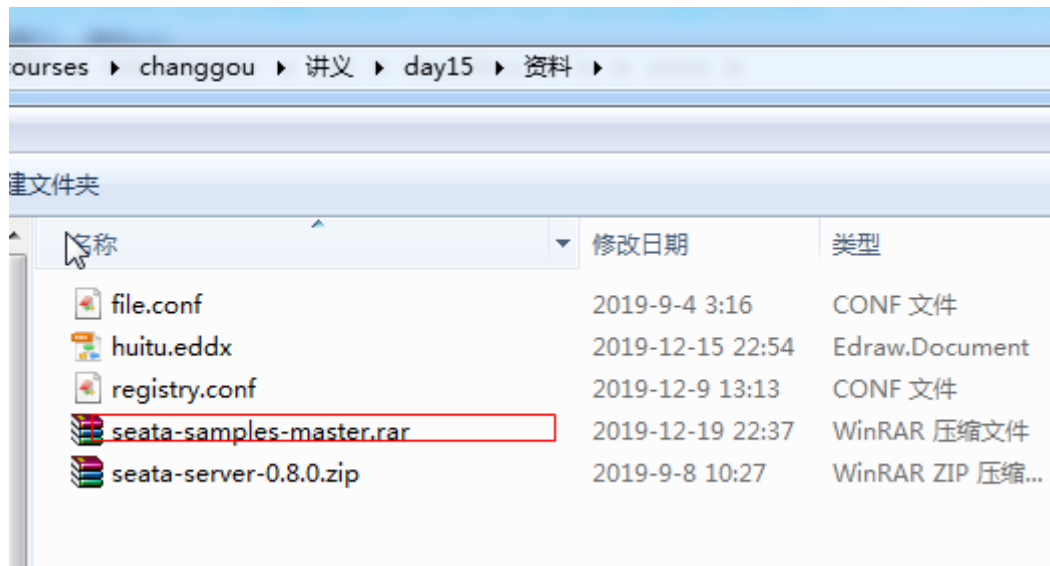 courses ▸ changgou ▸ 讲义 ▸ day15 ▸ 资料 ▸
建文件夹
名称 修改日期 类型
file.conf 2019-9-4 3:16 CONF 文件
huitu.eddx 2019-12-15 22:54 Edraw.Document
registry.conf 2019-12-9 13:13 CONF 文件
seata-samples-master.rar 2019-12-19 22:37 WinRAR 压缩文件
seata-server-0.8.0.zip 2019-9-8 10:27 WinRAR ZIP 压缩...